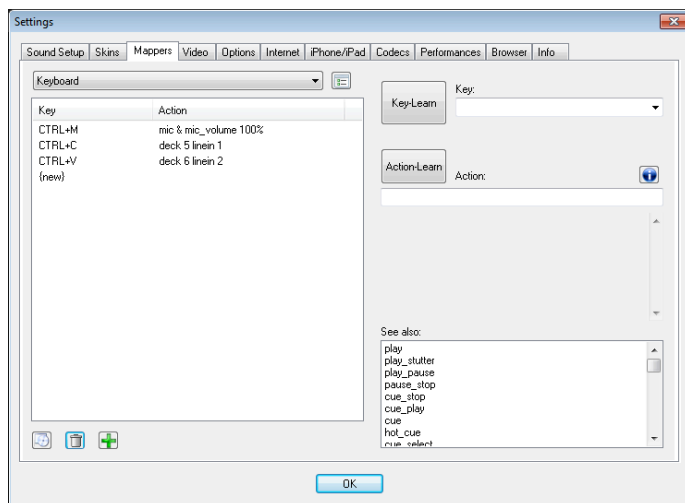 Settings
Sound Setup Skins Mappers Video Options Internet iPhone/iPad Codecs Performances Browser Info
Keyboard
Key Action
CTRL+M mic & mic_volume 100%
CTRL+C deck 5 linein 1
CTRL+V deck 6 linein 2
{new}
Key-Learn
Key:
Action-Learn
Action:
See also:
play
play_stutter
play_pause
pause_stop
cue_stop
cue_play
cue
hot_cue
cue_select
OK